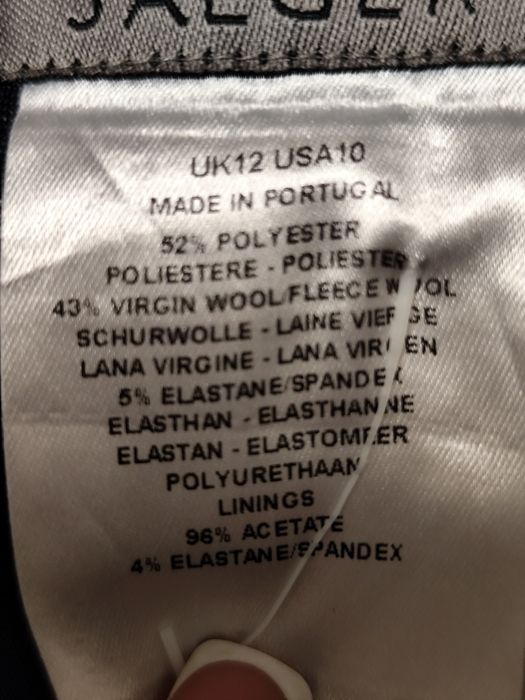 JAEGER
UK12 USA10
MADE IN PORTUGAL
52% POLYESTER
POLIESTERE - POLIESTER
43% VIRGIN WOOL/FLEECE WOOL
SCHURWOLLE - LAINE VIERGE
LANA VIRGINE - LANA VIRGEN
5% ELASTANE/SPANDEX
ELASTHAN - ELASTHANNE
ELASTAN - ELASTOMEER
POLYURETHAAN
LININGS
96% ACETATE
4% ELASTANE/SPANDEX